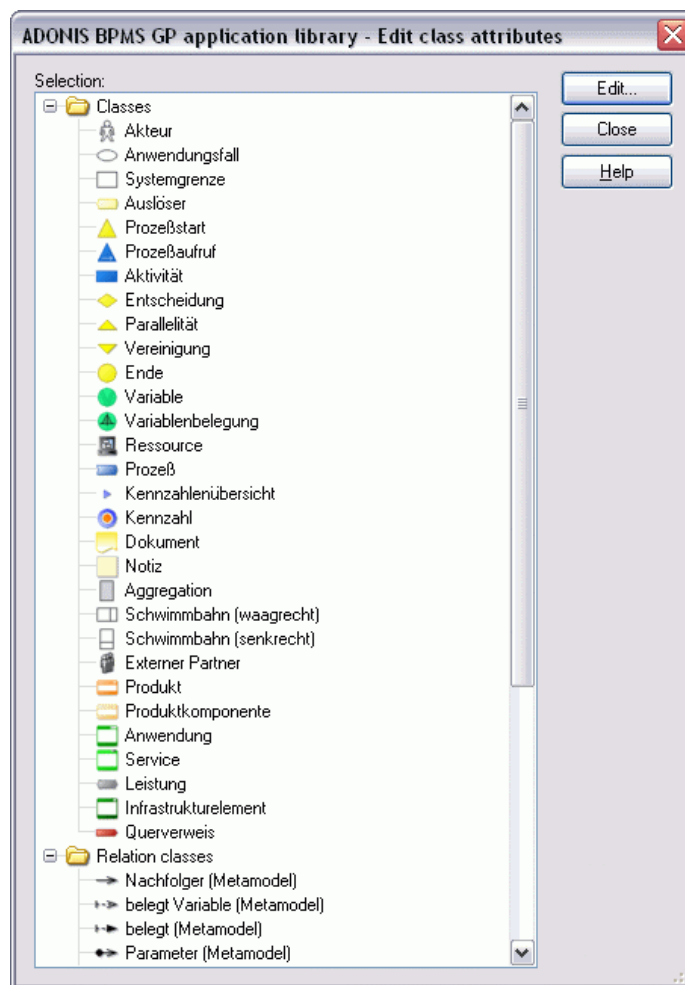 ADONIS BPMS GP application library - Edit class attributes
Selection:
Classes
Akteur
Anwendungsfall
Systemgrenze
Auslöser
Prozeßstart
Prozeßaufruf
Aktivität
Entscheidung
Parallelität
Vereinigung
Ende
Variable
Variablenbelegung
Ressource
Prozeß
Kennzahlenübersicht
Kennzahl
Dokument
Notiz
Aggregation
Schwimmbahn (waagrecht)
Schwimmbahn (senkrecht)
Externer Partner
Produkt
Produktkomponente
Anwendung
Service
Leistung
Infrastrukturelement
Querverweis
Relation classes
Nachfolger (Metamodel)
belegt Variable (Metamodel)
belegt (Metamodel)
Parameter (Metamodel)
Edit...
Close
Help